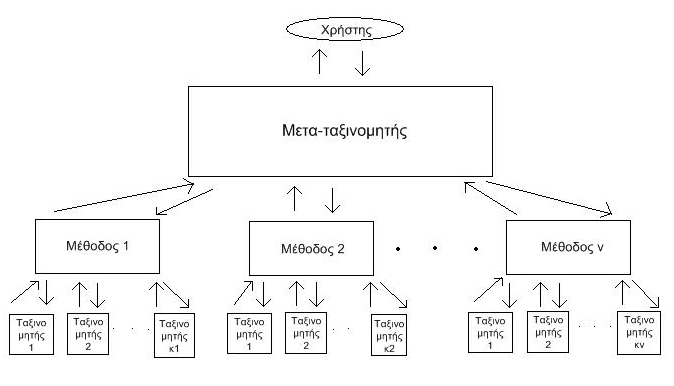 Χρήστης
Μετα-ταξινομητής
Μέθοδος 1
Μέθοδος 2
Μέθοδος ν
Ταξινο
μητής
1
Ταξινο
μητής
2
Ταξινο
μητής
κ1
Ταξινο
μητής
1
Ταξινο
μητής
2
Ταξινο
μητής
κ2
Ταξινο
μητής
1
Ταξινο
μητής
2
Ταξινο
μητής
κν